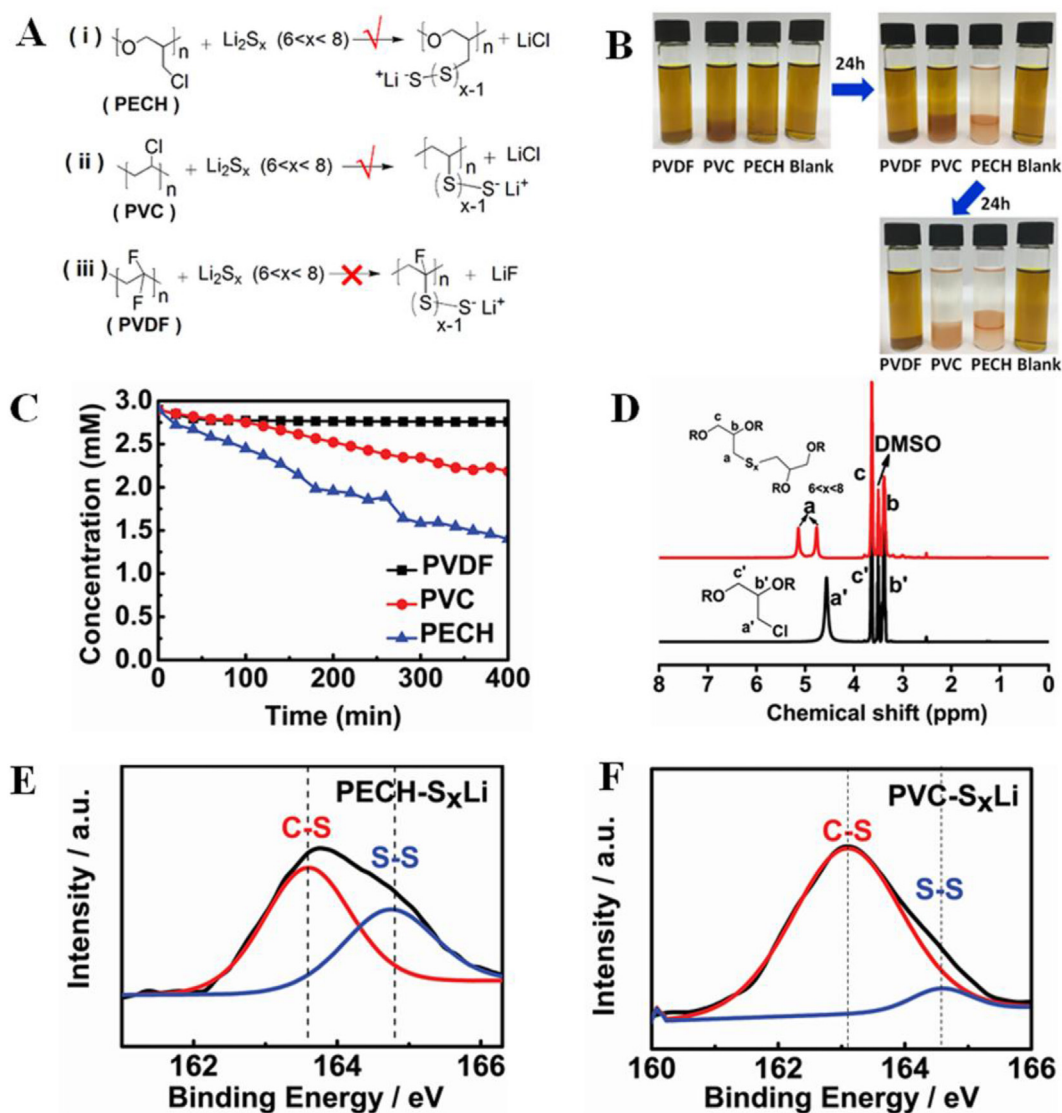 A
(i)
O
n
Cl
(PECH)
+ Li₂Sₓ (6<x< 8)
√
O
n
+ LiCl
⁺Li ⁻S-(S)
x-1
(ii)
Cl
n
(PVC)
+ Li₂Sₓ (6<x< 8)
√
n
+ LiCl
(S)-S⁻ Li⁺
x-1
(iii)
F
F
n
(PVDF)
+ Li₂Sₓ (6<x< 8)
×
F
n
+ LiF
(S)-S⁻ Li⁺
x-1
B
24h
PVDF PVC PECH Blank
PVDF PVC PECH Blank
24h
PVDF PVC PECH Blank
C
Concentration (mM)
3.0
2.5
2.0
1.5
1.0
0.5
0.0
PVDF
PVC
PECH
0 100 200 300 400
Time (min)
D
c
b
RO OR
a
Sₓ
OR
RO
6<x<8
a
c
DMSO
b
c'
b'
RO OR
a'
Cl
a'
c'
b'
8 7 6 5 4 3 2 1 0
Chemical shift (ppm)
E
PECH-SₓLi
C-S
S-S
Intensity / a.u.
162 164 166
Binding Energy / eV
F
PVC-SₓLi
C-S
S-S
Intensity / a.u.
160 162 164 166
Binding Energy / eV